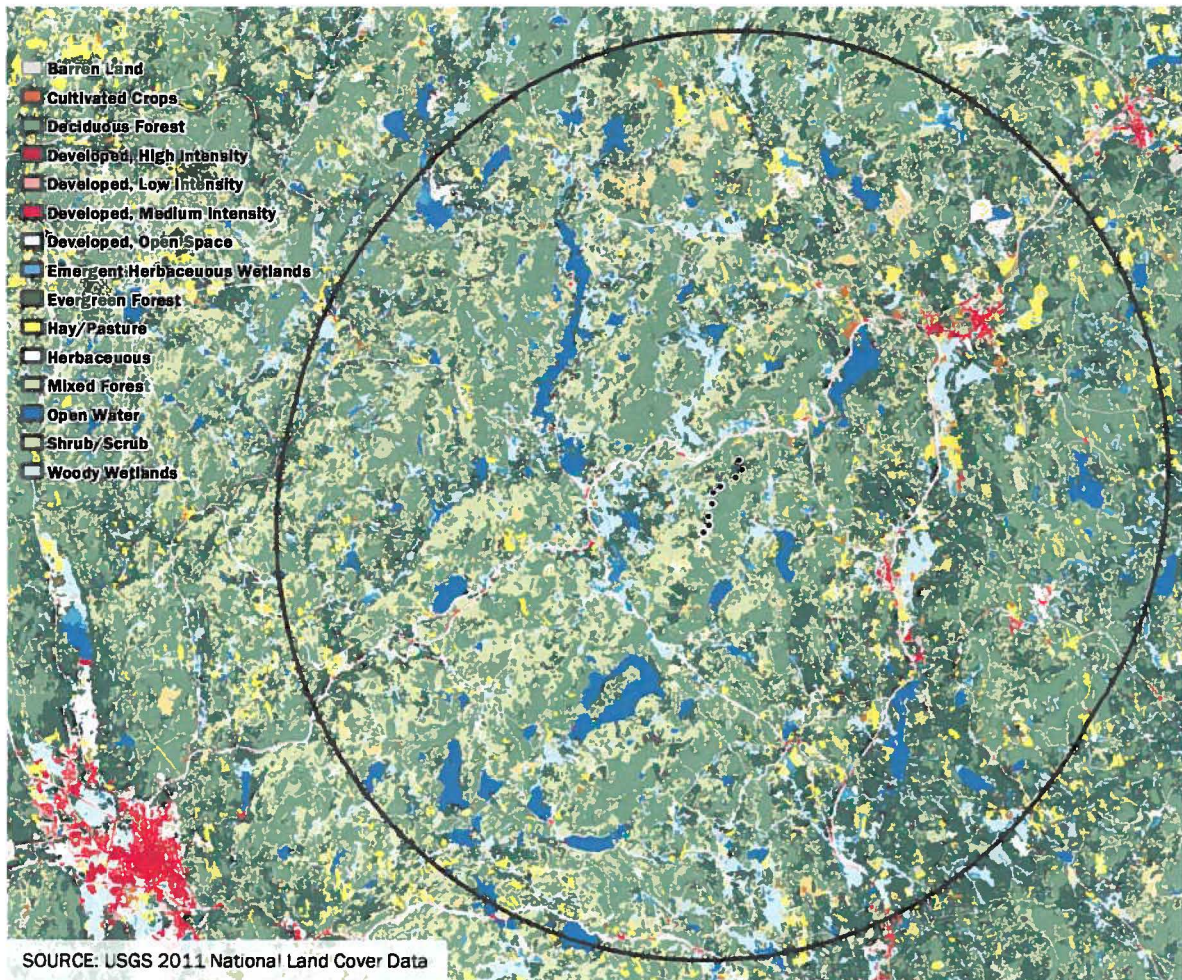 Barren Land
Cultivated Crops
Deciduous Forest
Developed, High Intensity
Developed, Low Intensity
Developed, Medium Intensity
Developed, Open Space
Emergent Herbaceuous Wetlands
Evergreen Forest
Hay/Pasture
Herbaceuous
Mixed Forest
Open Water
Shrub/Scrub
Woody Wetlands
SOURCE: USGS 2011 National Land Cover Data